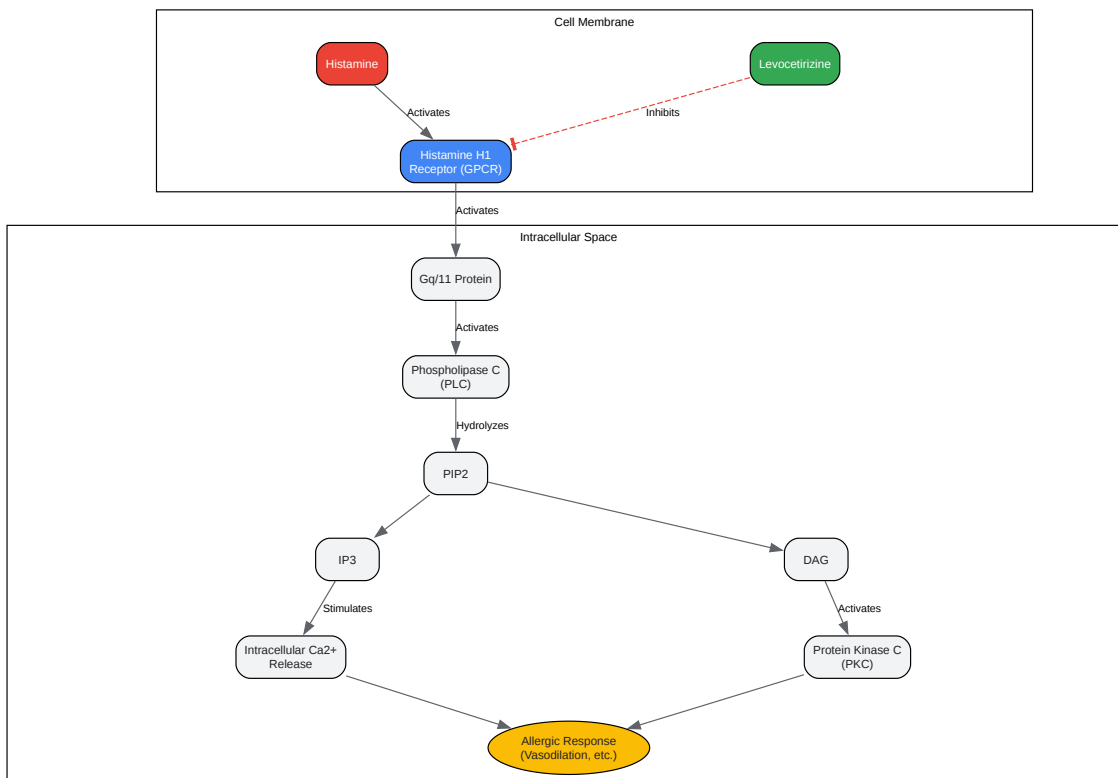 Cell Membrane
Histamine
Levocetirizine
Activates
Inhibits
Histamine H1
Receptor (GPCR)
Activates
Intracellular Space
Gq/11 Protein
Activates
Phospholipase C
(PLC)
Hydrolyzes
PIP2
IP3
DAG
Stimulates
Activates
Intracellular Ca2+
Release
Protein Kinase C
(PKC)
Allergic Response
(Vasodilation, etc.)